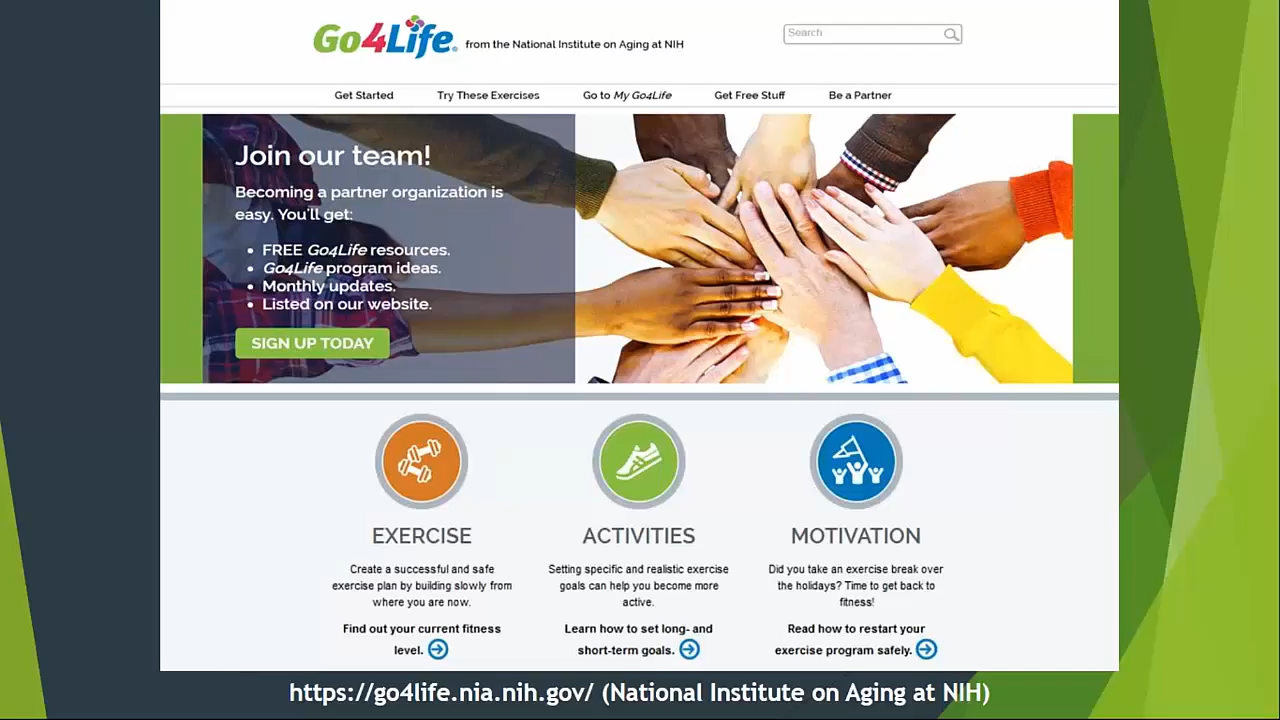 Go4Life® from the National Institute on Aging at NIH
Search
Get Started Try These Exercises Go to My Go4Life Get Free Stuff Be a Partner
Join our team!
Becoming a partner organization is
easy. You'll get:
• FREE Go4Life resources.
• Go4Life program ideas.
• Monthly updates.
• Listed on our website.
SIGN UP TODAY
EXERCISE
Create a successful and safe
exercise plan by building slowly from
where you are now.
Find out your current fitness
level.
ACTIVITIES
Setting specific and realistic exercise
goals can help you become more
active.
Learn how to set long- and
short-term goals.
MOTIVATION
Did you take an exercise break over
the holidays? Time to get back to
fitness!
Read how to restart your
exercise program safely.
https://go4life.nia.nih.gov/ (National Institute on Aging at NIH)